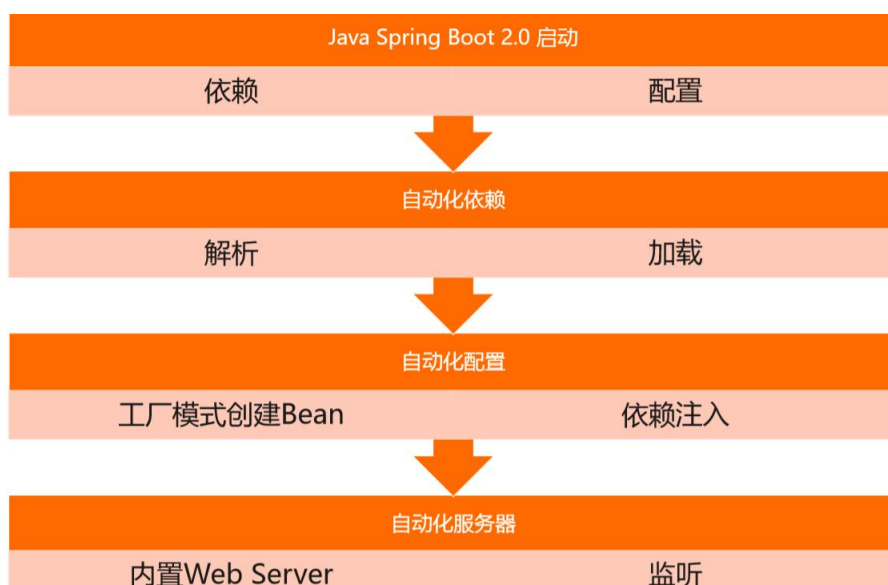 Java Spring Boot 2.0 启动
依赖 配置
自动化依赖
解析 加载
自动化配置
工厂模式创建Bean 依赖注入
自动化服务器
内置Web Server 监听